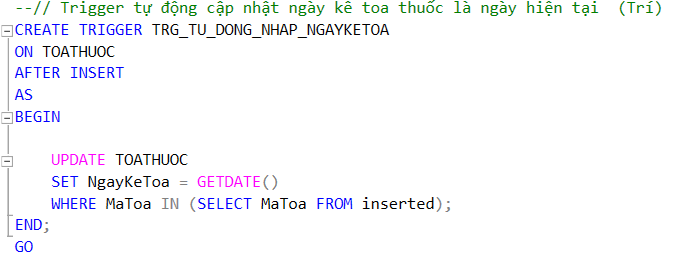 --// Trigger tự động cập nhật ngày kê toa thuốc là ngày hiện tại  (Trí)
CREATE TRIGGER TRG_TU_DONG_NHAP_NGAYKETOA
ON TOATHUOC
AFTER INSERT
AS
BEGIN
    UPDATE TOATHUOC
    SET NgayKeToa = GETDATE()
    WHERE MaToa IN (SELECT MaToa FROM inserted);
END;
GO